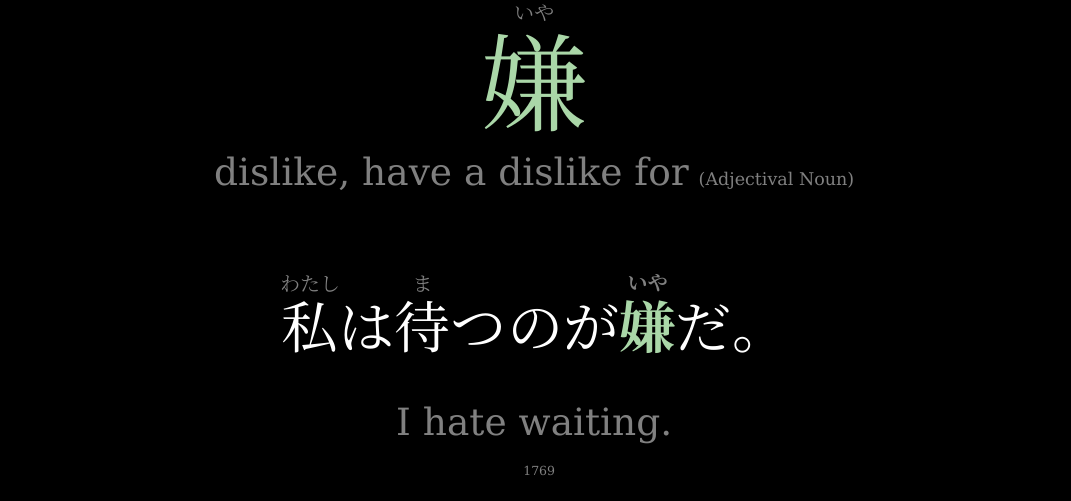 いや
嫌
dislike, have a dislike for (Adjectival Noun)
わたし ま いや
私は待つのが嫌だ。
I hate waiting.
1769